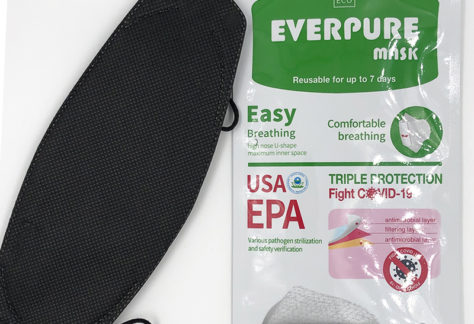 ECO
EVERPURE
MASK
Reusable for up to 7 days
Easy
Breathing
high nose U-shape
maximum inner space
Comfortable
breathing
USA
EPA
Various pathogen stirilization
and safety verification
TRIPLE PROTECTION
Fight COVID-19
antimicrobial layer
filtering layer
antimicrobial layer